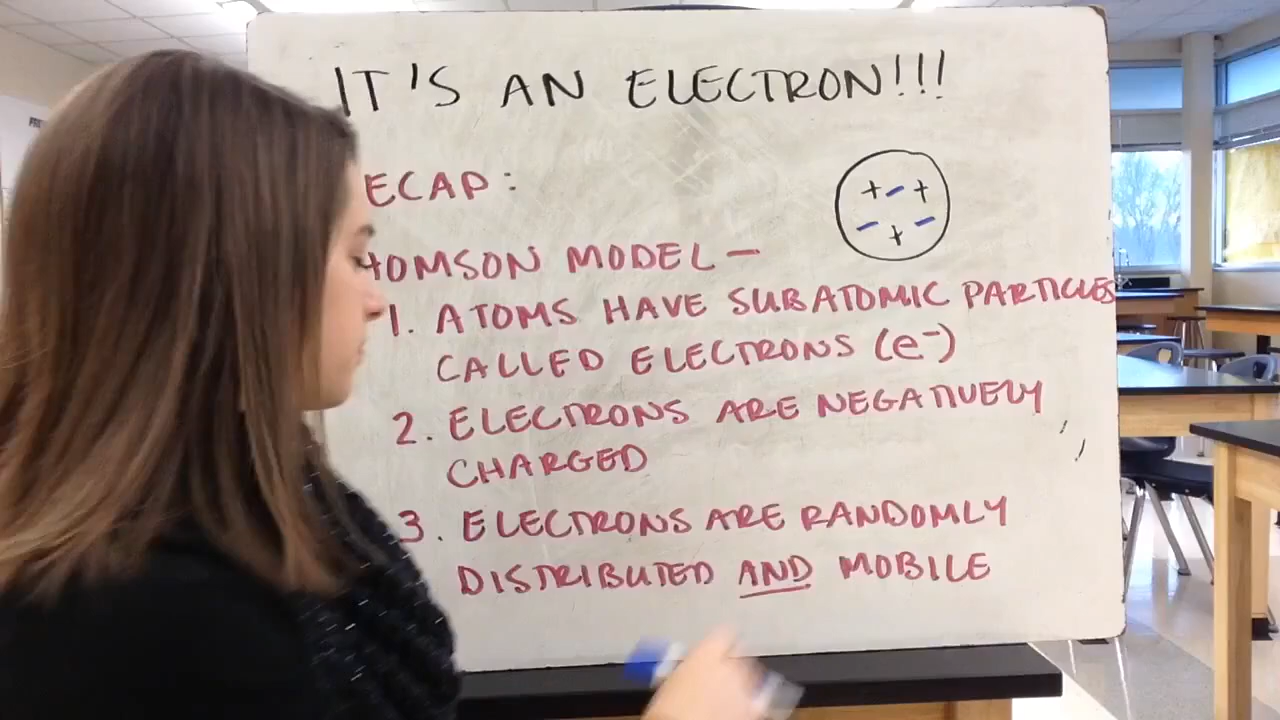 IT'S AN ELECTRON!!!
ECAP:
+ - +
- + -
HOMSON MODEL -
1. ATOMS HAVE SUBATOMIC PARTICLES
CALLED ELECTRONS (e-)
2. ELECTRONS ARE NEGATIVELY
CHARGED
3. ELECTRONS ARE RANDOMLY
DISTRIBUTED AND MOBILE